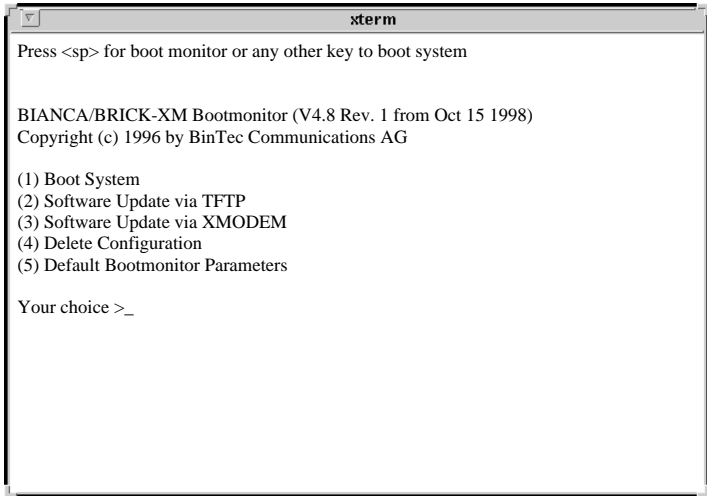 xterm
Press <sp> for boot monitor or any other key to boot system
BIANCA/BRICK-XM Bootmonitor (V4.8 Rev. 1 from Oct 15 1998)
Copyright (c) 1996 by BinTec Communications AG
(1) Boot System
(2) Software Update via TFTP
(3) Software Update via XMODEM
(4) Delete Configuration
(5) Default Bootmonitor Parameters
Your choice >_